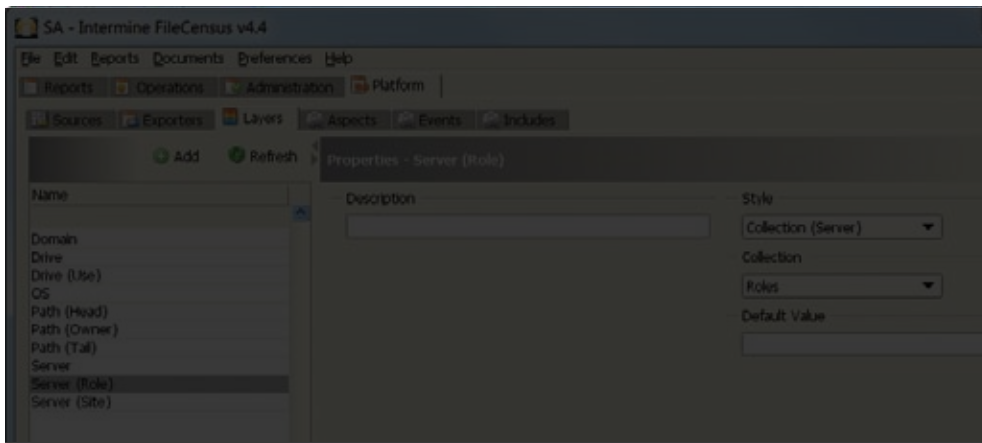 SA - Intermine FileCensus v4.4
File Edit Reports Documents Preferences Help
Reports Operations Administration Platform
Sources Exporters Layers Aspects Events Includes
Add Refresh Properties - Server (Role)
Name Description Style
Collection (Server)
Domain Collection
Drive
Drive (Use) Roles
OS
Path (Head) Default Value
Path (Owner)
Path (Tail)
Server
Server (Role)
Server (Site)